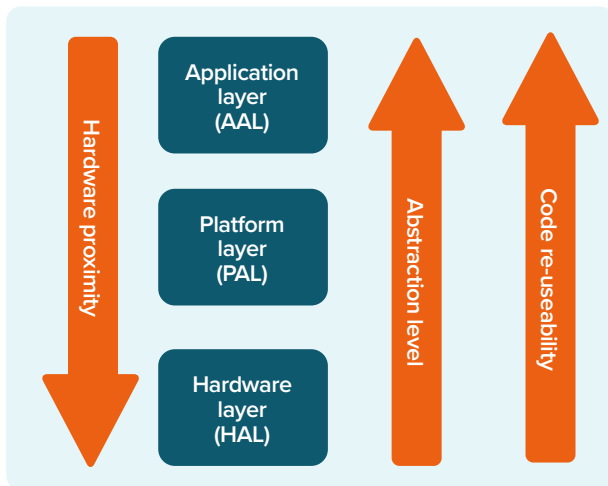 Hardware proximity
Application
layer
(AAL)
Platform
layer
(PAL)
Hardware
layer
(HAL)
Abstraction level
Code re-useability